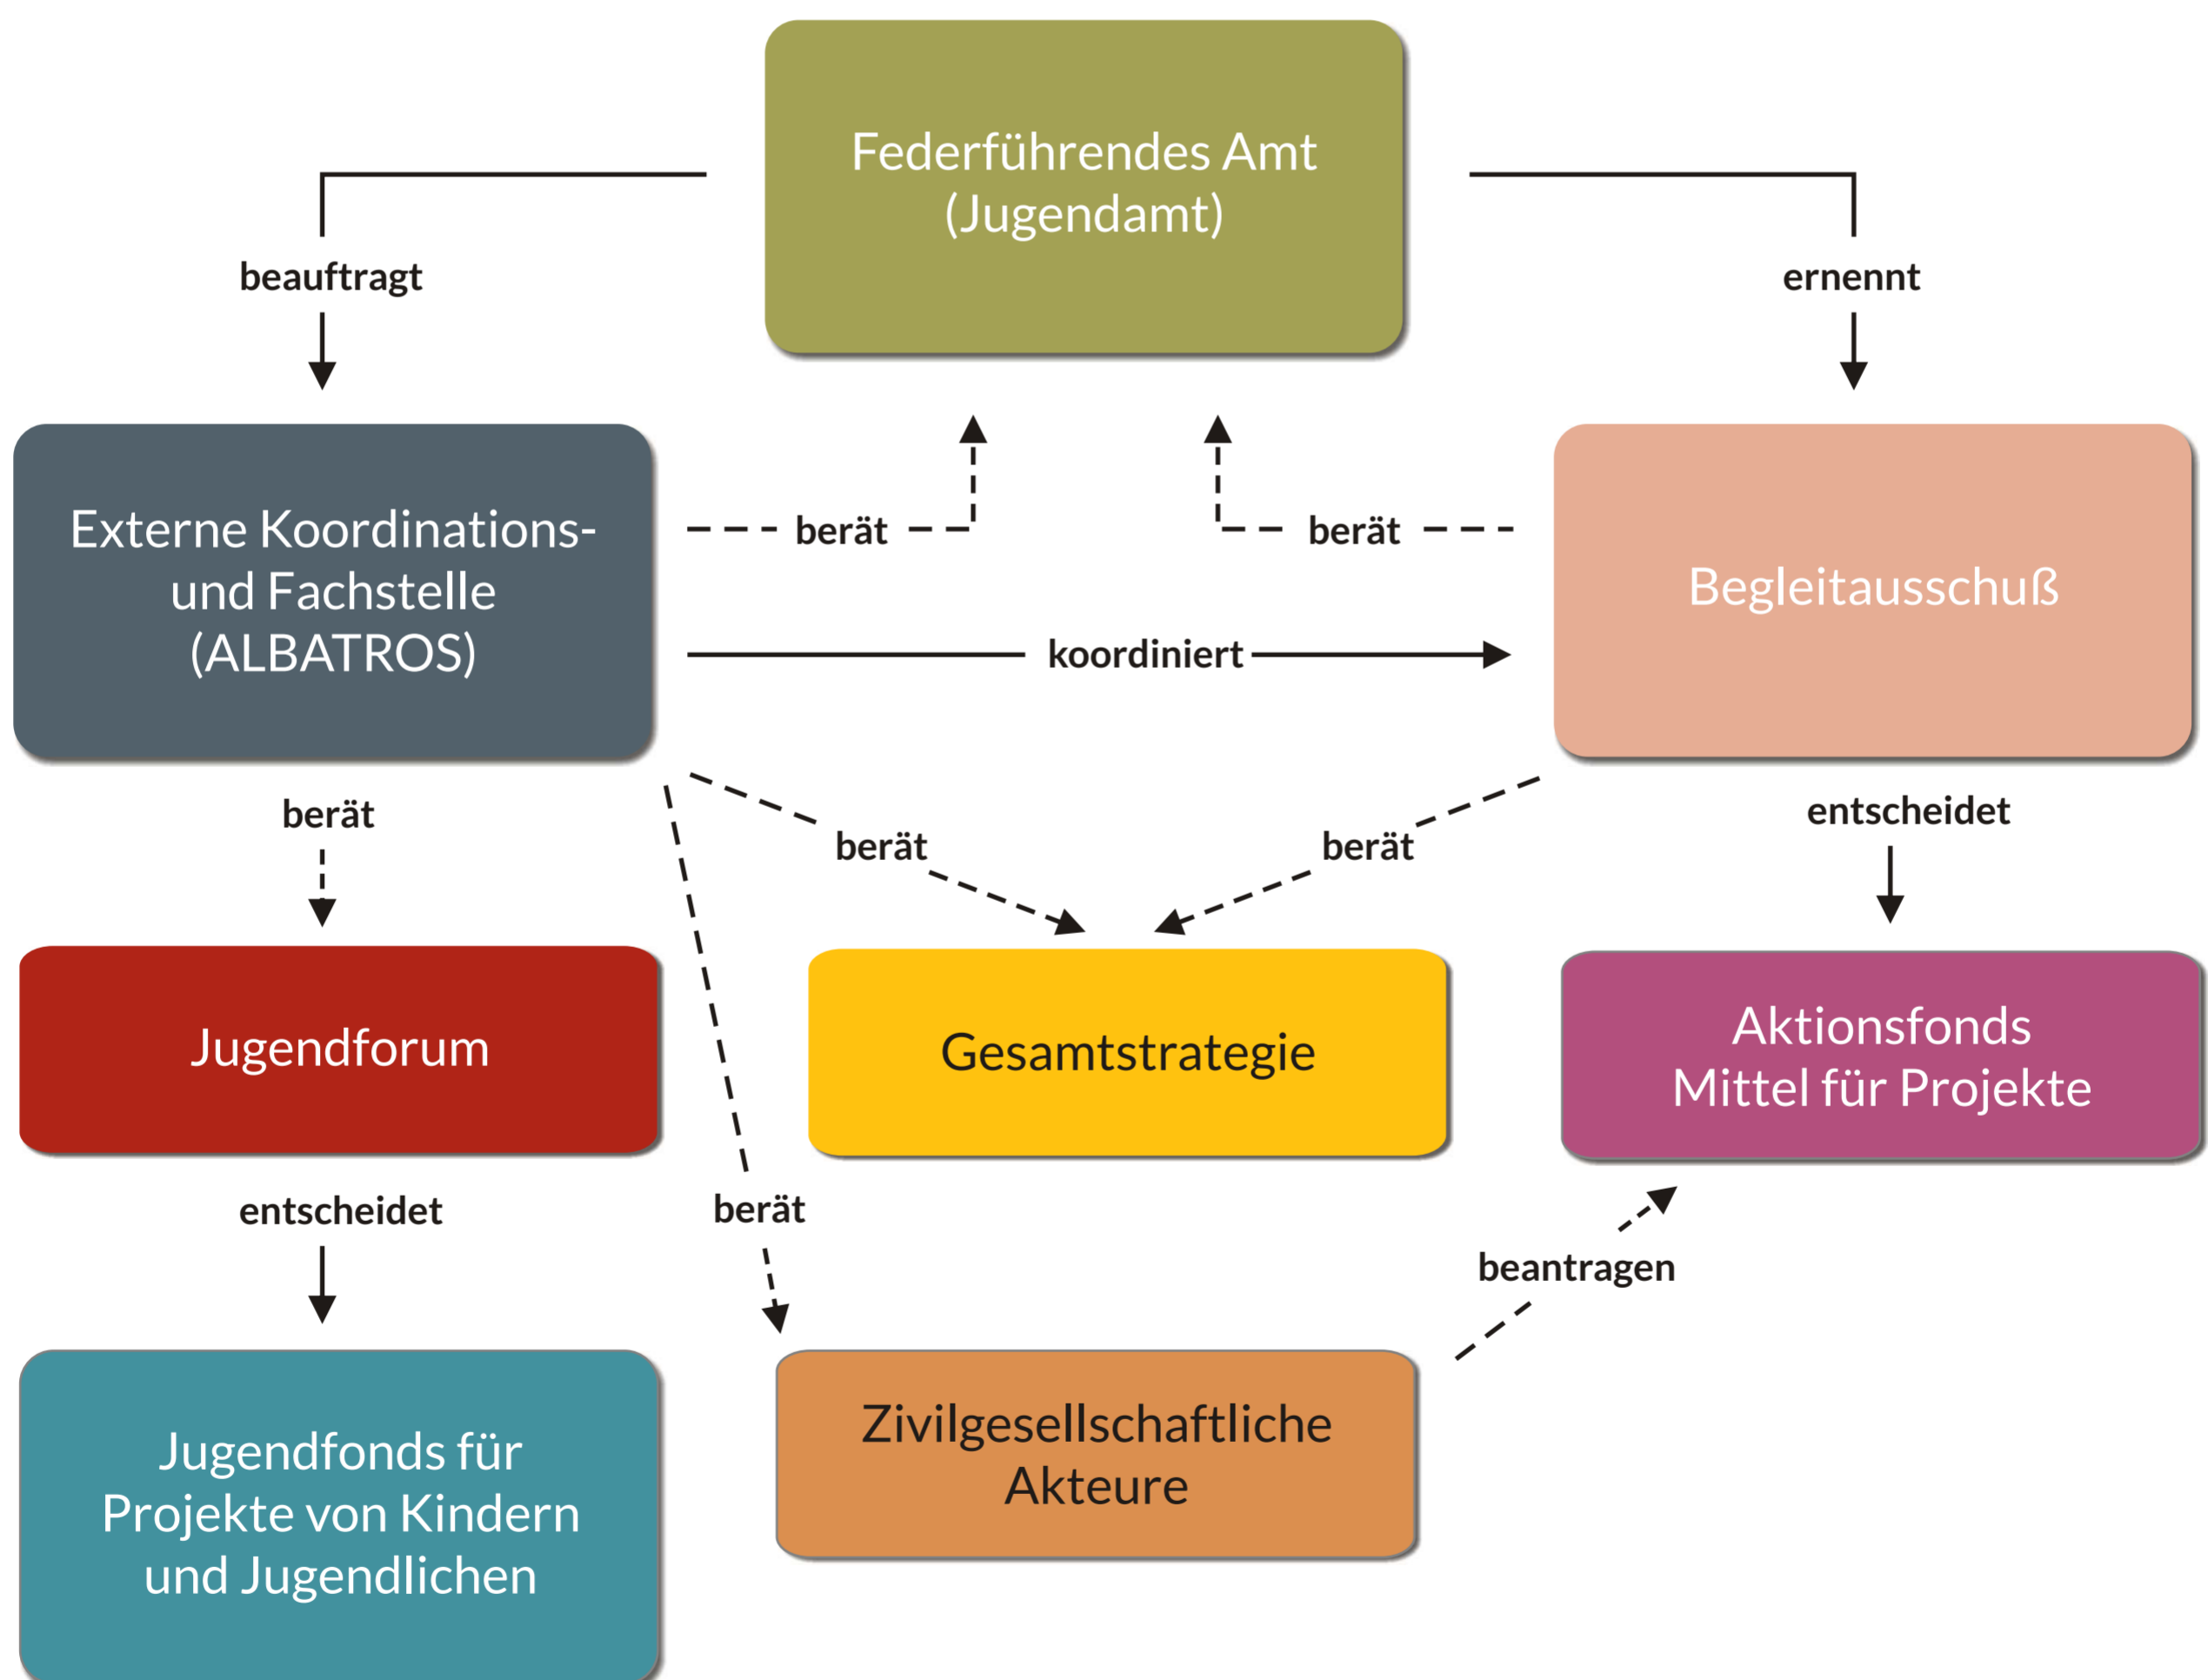 Federführendes Amt
(Jugendamt)
beauftragt
ernennt
Externe Koordinations-
und Fachstelle
(ALBATROS)
berät
berät
Begleitausschuß
koordiniert
berät
berät
berät
entscheidet
Jugendforum
Gesamtstrategie
Aktionsfonds
Mittel für Projekte
entscheidet
berät
beantragen
Jugendfonds für
Projekte von Kindern
und Jugendlichen
Zivilgesellschaftliche
Akteure